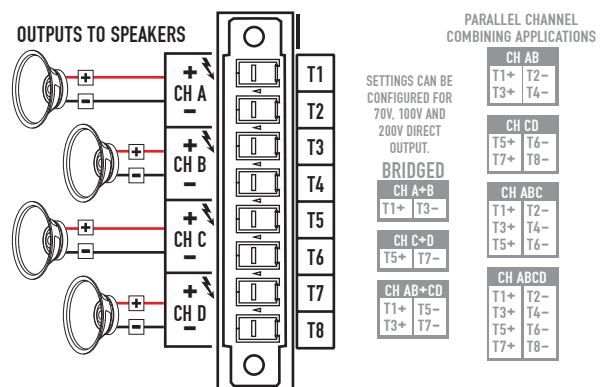 OUTPUTS TO SPEAKERS
+
−
CH A
+
−
+
−
CH B
+
−
+
−
CH C
+
−
+
−
CH D
+
−
T1
T2
T3
T4
T5
T6
T7
T8
SETTINGS CAN BE
CONFIGURED FOR
70V, 100V AND
200V DIRECT
OUTPUT.
BRIDGED
CH A+B
T1+ T3−
CH C+D
T5+ T7−
CH AB+CD
T1+ T5−
T3+ T7−
PARALLEL CHANNEL
COMBINING APPLICATIONS
CH AB
T1+ T2−
T3+ T4−
CH CD
T5+ T6−
T7+ T8−
CH ABC
T1+ T2−
T3+ T4−
T5+ T6−
CH ABCD
T1+ T2−
T3+ T4−
T5+ T6−
T7+ T8−